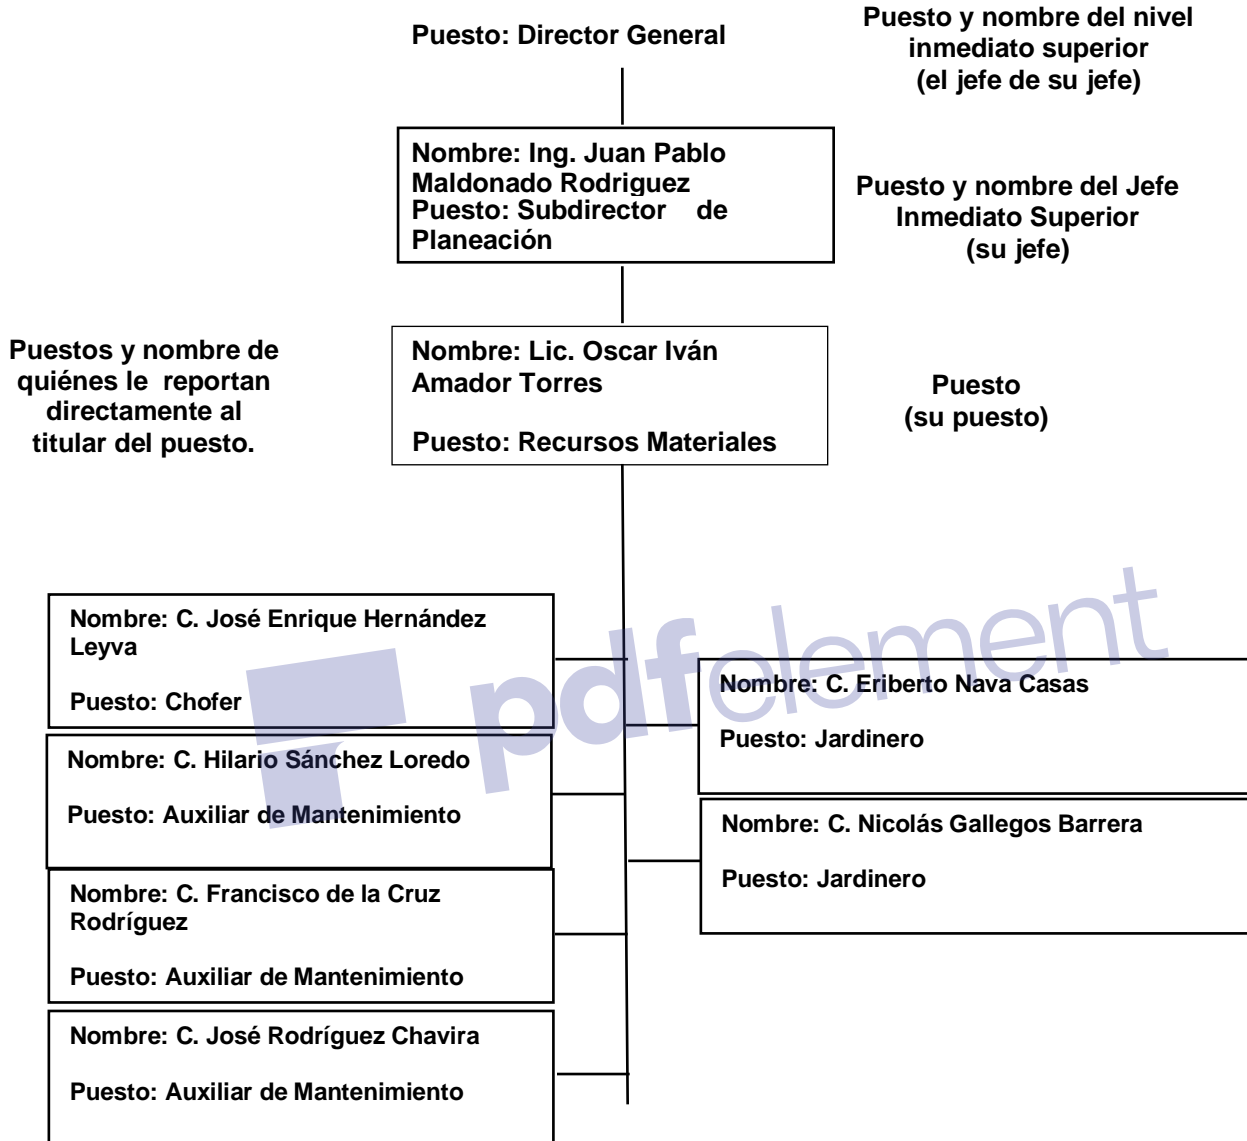 Puesto: Director General
Puesto y nombre del nivel
inmediato superior
(el jefe de su jefe)
Nombre: Ing. Juan Pablo
Maldonado Rodriguez
Puesto: Subdirector de
Planeación
Puesto y nombre del Jefe
Inmediato Superior
(su jefe)
Puestos y nombre de
quiénes le reportan
directamente al
titular del puesto.
Nombre: Lic. Oscar Iván
Amador Torres
Puesto: Recursos Materiales
Puesto
(su puesto)
Nombre: C. José Enrique Hernández
Leyva
Puesto: Chofer
Nombre: C. Eriberto Nava Casas
Puesto: Jardinero
Nombre: C. Hilario Sánchez Loredo
Puesto: Auxiliar de Mantenimiento
Nombre: C. Nicolás Gallegos Barrera
Puesto: Jardinero
Nombre: C. Francisco de la Cruz
Rodríguez
Puesto: Auxiliar de Mantenimiento
Nombre: C. José Rodríguez Chavira
Puesto: Auxiliar de Mantenimiento
pdfelement